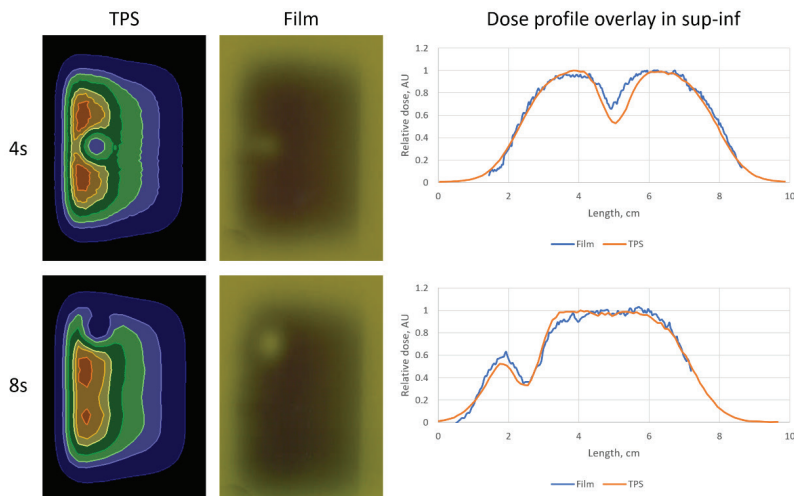 TPS Film Dose profile overlay in sup-inf
4s
Relative dose, AU
1.2
1
0.8
0.6
0.4
0.2
0
0 2 4 6 8 10
Length, cm
Film TPS
8s
Relative dose, AU
1.2
1
0.8
0.6
0.4
0.2
0
0 2 4 6 8 10
Length, cm
Film TPS